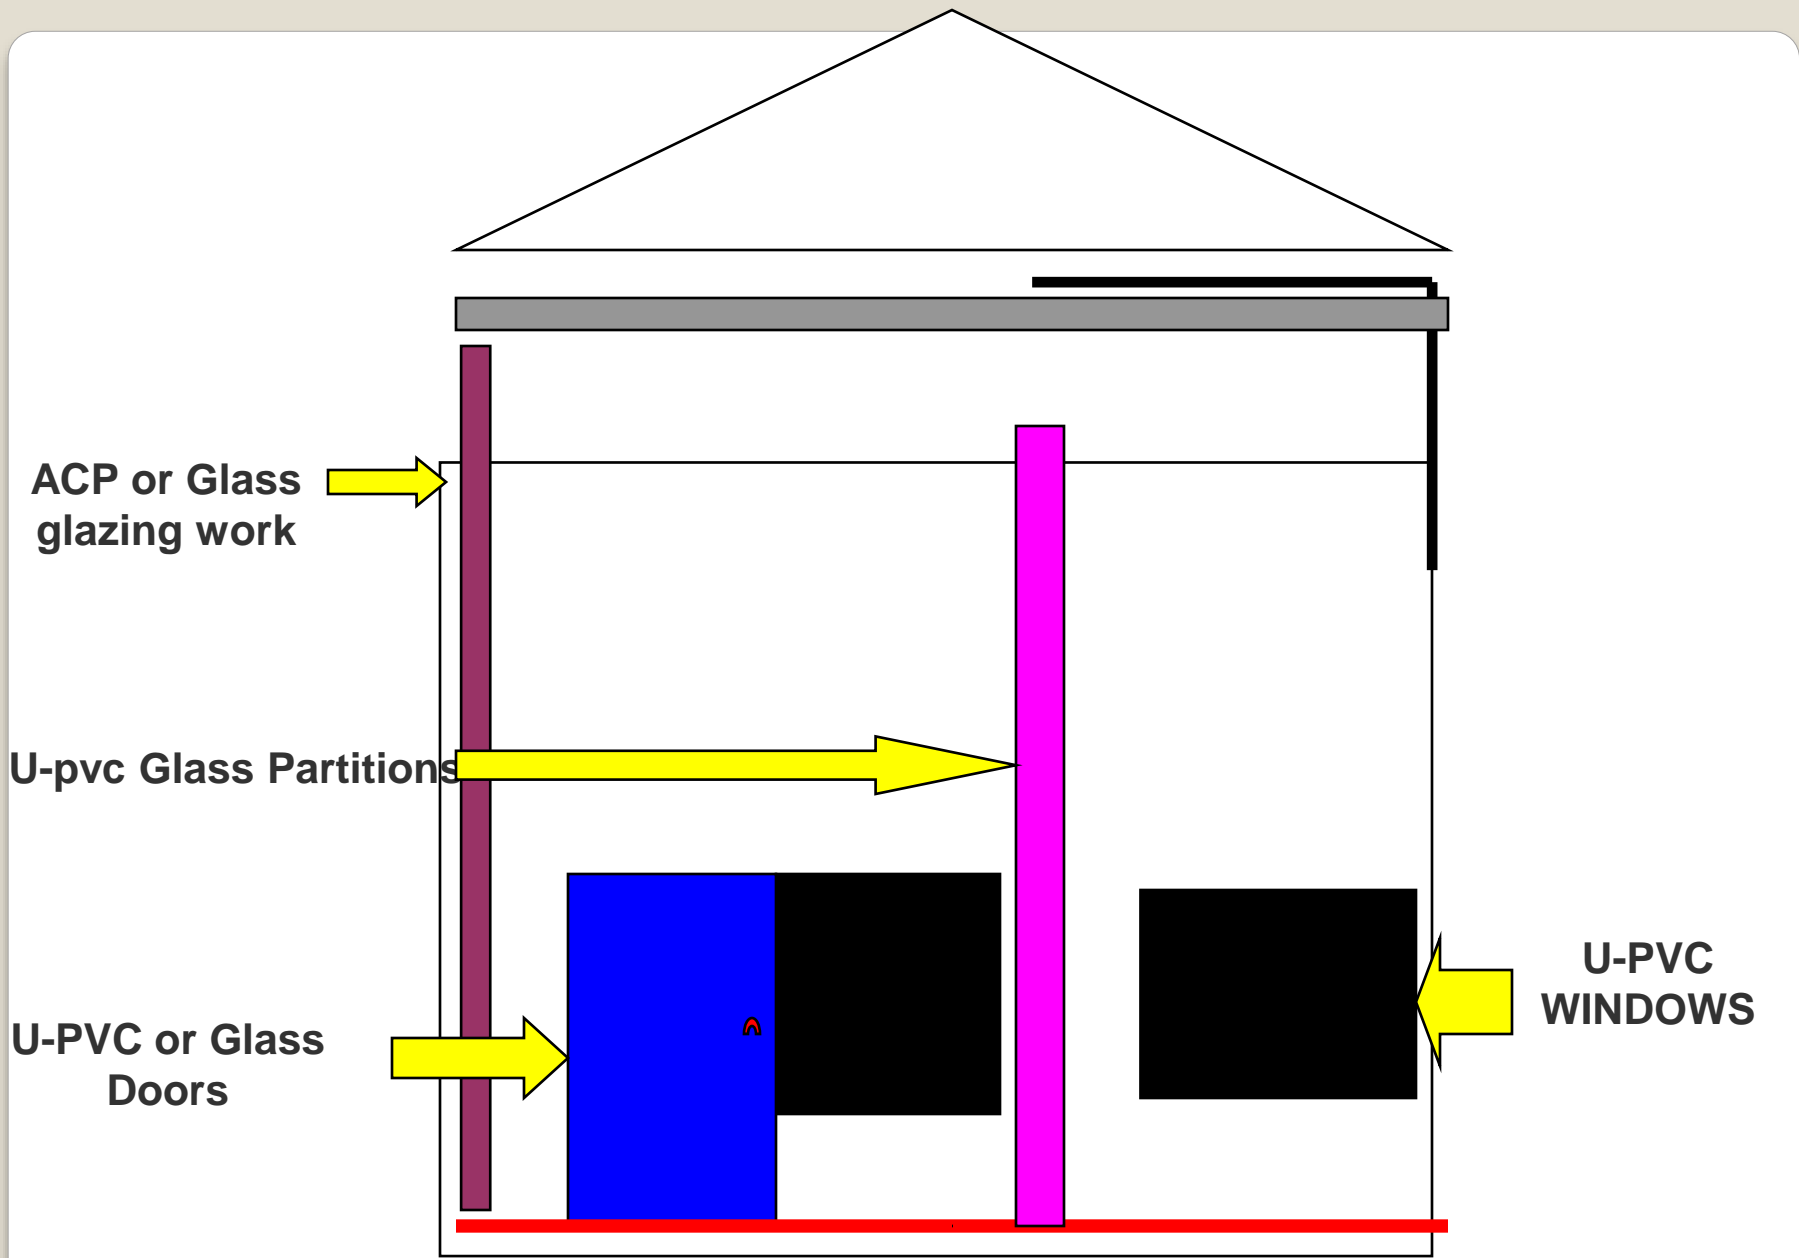 ACP or Glass
glazing work
U-pvc Glass Partitions
U-PVC or Glass
Doors
U-PVC
WINDOWS